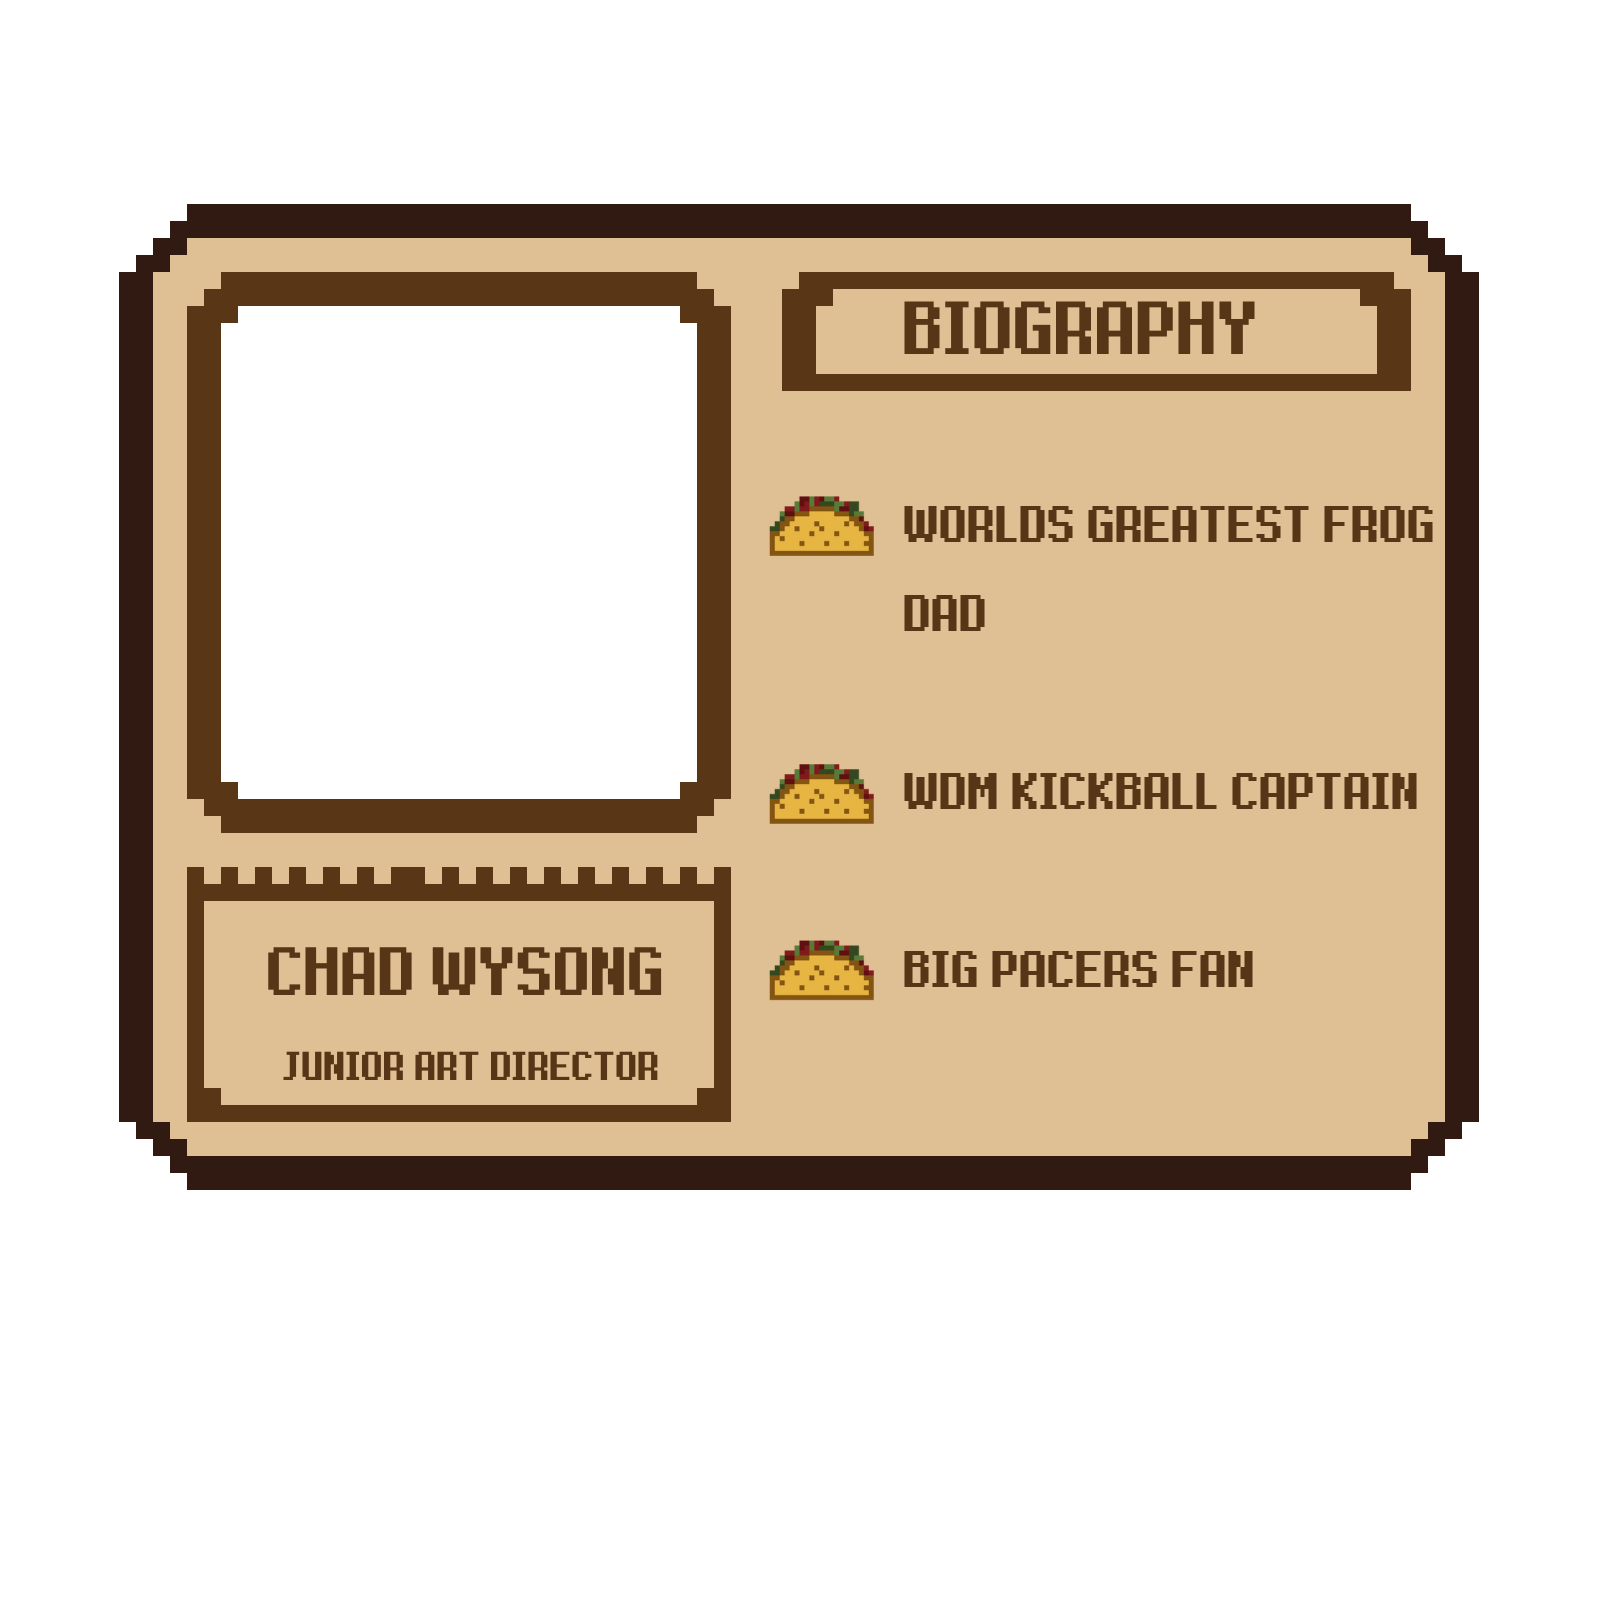 BIOGRAPHY
WORLDS GREATEST FROG
DAD
WDM KICKBALL CAPTAIN
BIG PACERS FAN
CHAD WYSONG
JUNIOR ART DIRECTOR